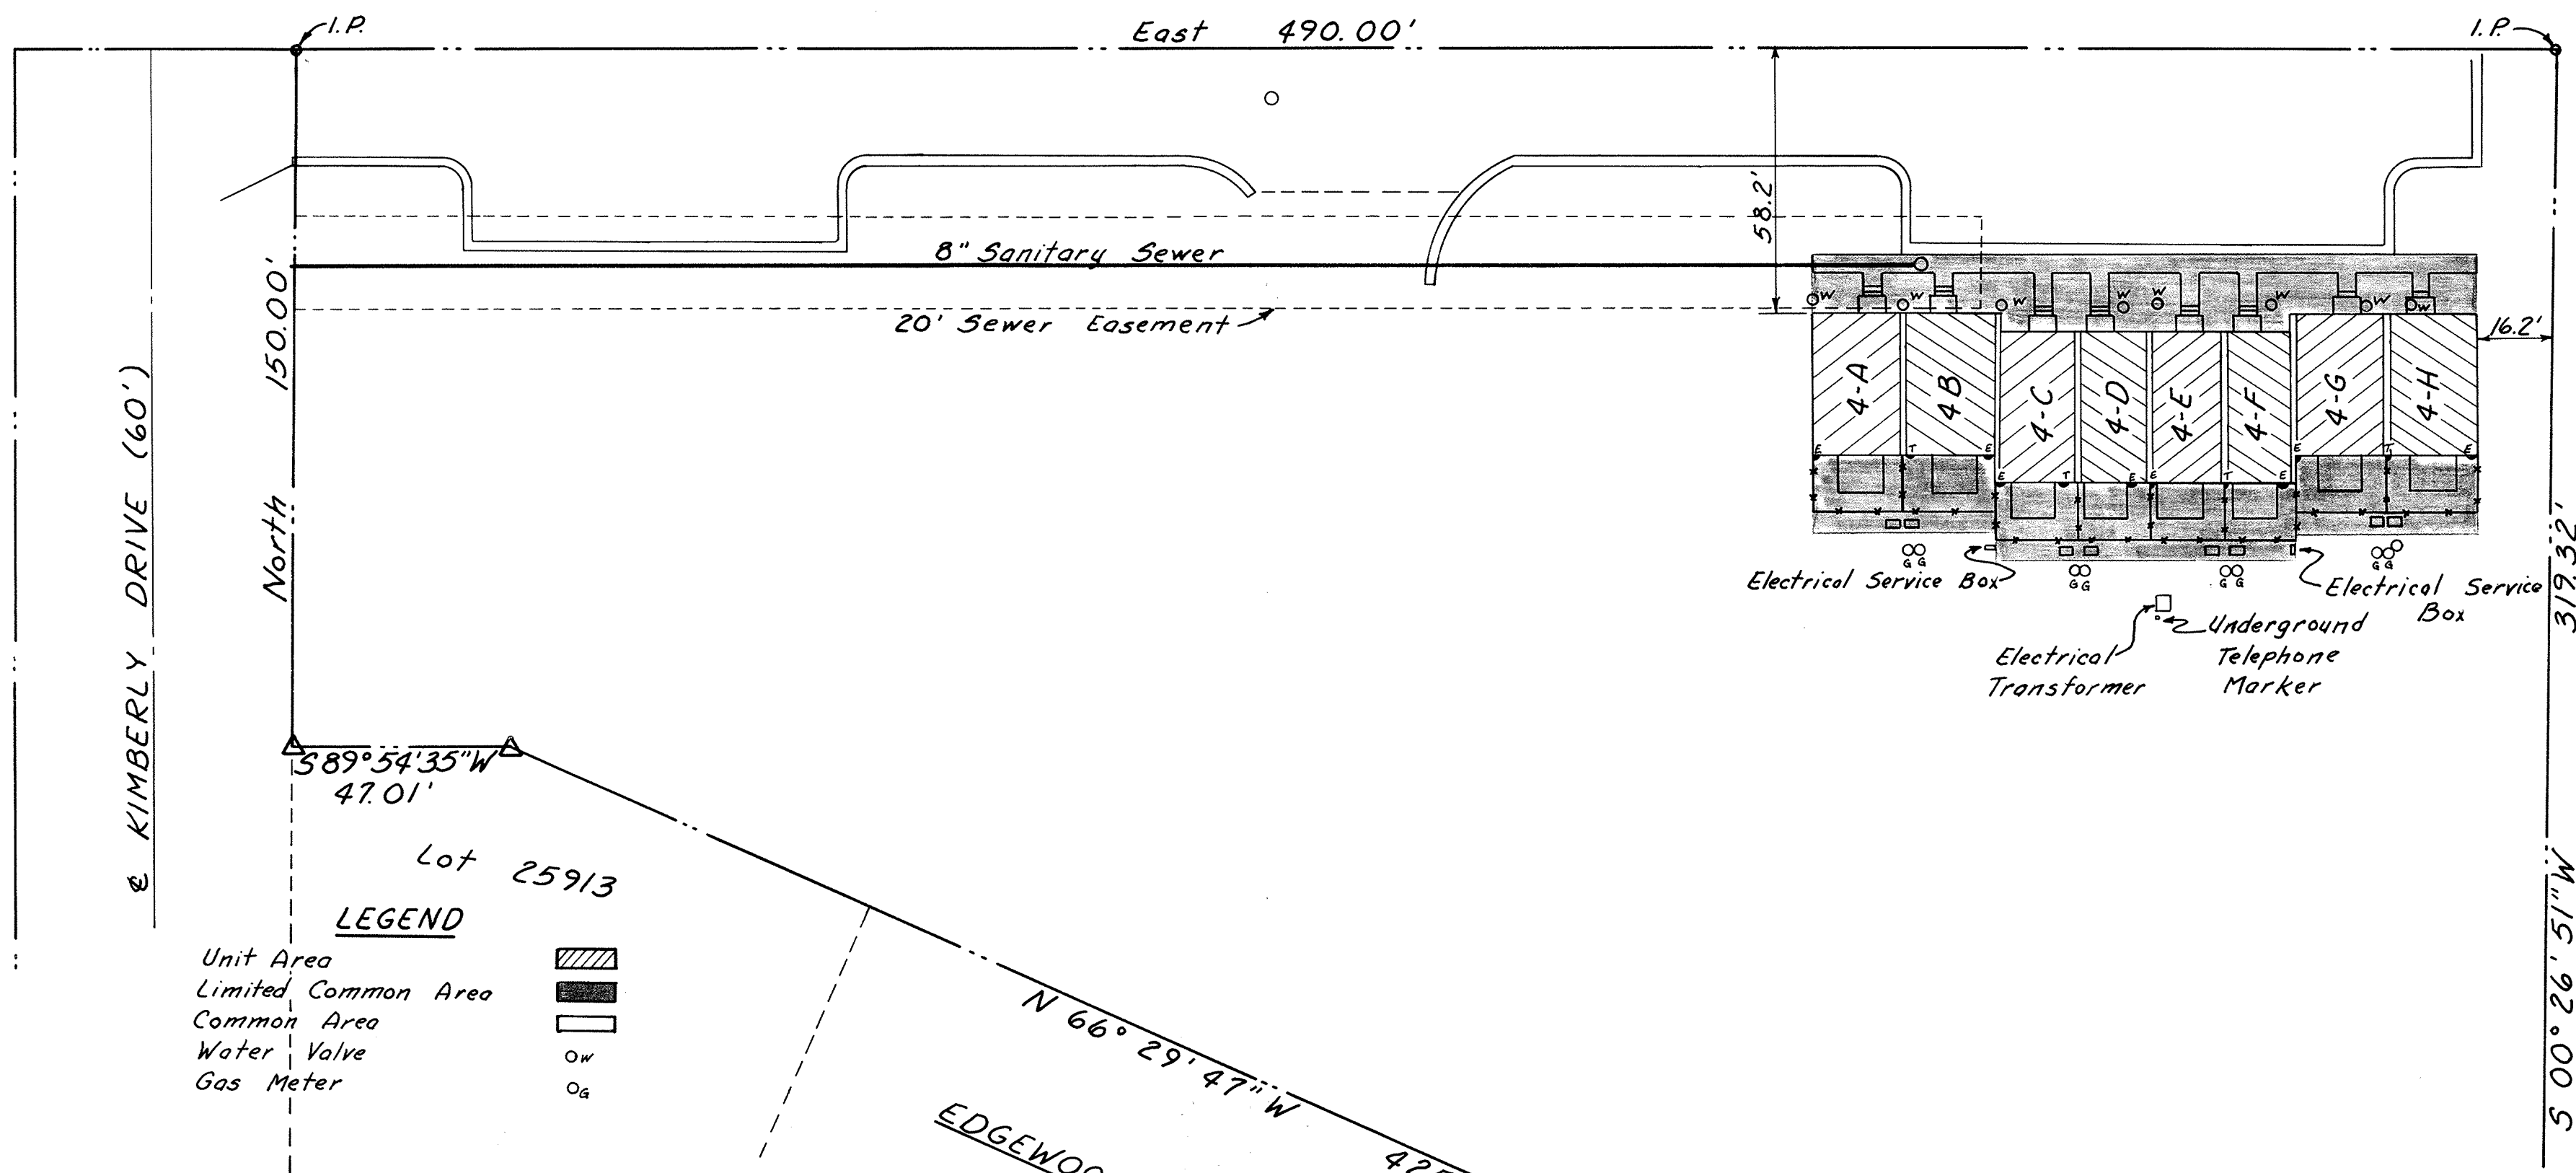 I.P.
East 490.00'
I.P.
58.2'
8" Sanitary Sewer
20' Sewer Easement
North 150.00'
℄ KIMBERLY DRIVE (60')
W W W W W W W W
16.2'
4-A
4B
4-C
4-D
4-E
4-F
4-G
4-H
E T E E T E E T E E T E
G G
G G
G G
G G
Electrical Service Box
Electrical Service
Box
Underground
Telephone
Marker
Electrical
Transformer
319.32'
S 00° 26' 51" W
S 89° 54' 35" W
47.01'
Lot 25913
LEGEND
Unit Area
Limited Common Area
Common Area
Water Valve W
Gas Meter G
N 66° 29' 47" W